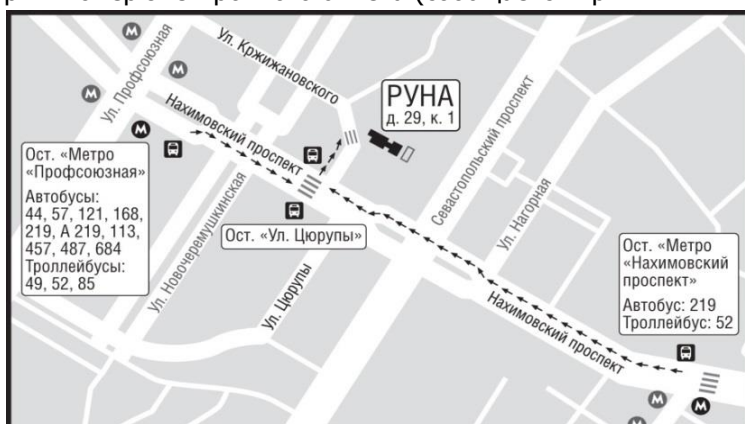 Ул. Профсоюзная
Ул. Кржижановского
РУНА
д. 29, к. 1
М
М
М
Нахимовский проспект
Севастопольский проспект
Ул. Нагорная
Ост. «Метро
«Профсоюзная»
Автобусы:
44, 57, 121, 168,
219, А 219, 113,
457, 487, 684
Троллейбусы:
49, 52, 85
Ул. Новочеремушкинская
Ост. «Ул. Цюрупы»
Ул. Цюрупы
Нахимовский проспект
Ост. «Метро
«Нахимовский
проспект»
Автобус: 219
Троллейбус: 52
М
М
М